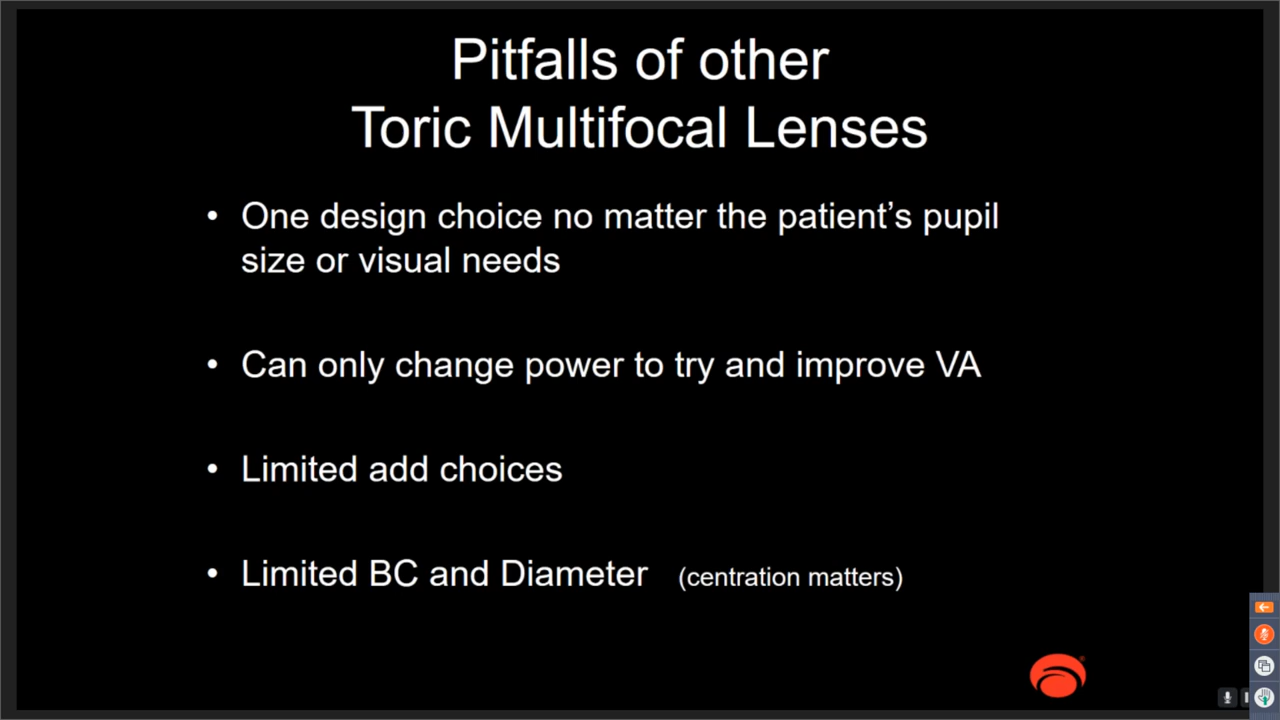 Pitfalls of other
Toric Multifocal Lenses
• One design choice no matter the patient’s pupil
size or visual needs
• Can only change power to try and improve VA
• Limited add choices
• Limited BC and Diameter (centration matters)